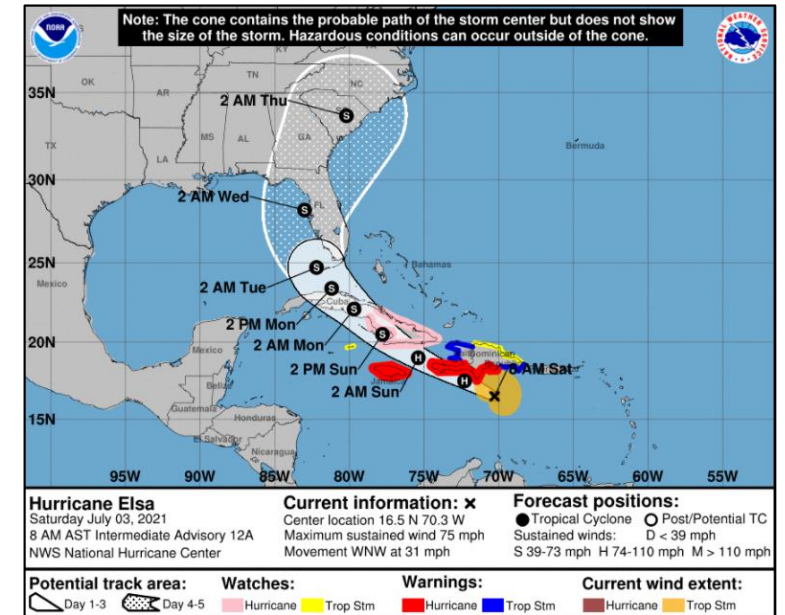 Note: The cone contains the probable path of the storm center but does not show
the size of the storm. Hazardous conditions can occur outside of the cone.
NOAA
NATIONAL WEATHER SERVICE
KY
OK
TN
NC
AR
35N
2 AM Thu
S
MS
AL
GA
TX
LA
Bermuda
30N
2 AM Wed
S
FL
25N
Mexico
Bahamas
2 AM Tue
S
S
Cuba
2 PM Mon
S
2 AM Mon
20N
S
Mexico
2 PM Sun
H
Dominican
8 AM Sat
Jamaica
2 AM Sun
H
Belize
15N
Guatemala
Honduras
El Salvador
Nicaragua
95W 90W 85W 80W 75W 70W 65W 60W 55W
Hurricane Elsa
Saturday July 03, 2021
8 AM AST Intermediate Advisory 12A
NWS National Hurricane Center
Current information: ×
Center location 16.5 N 70.3 W
Maximum sustained wind 75 mph
Movement WNW at 31 mph
Forecast positions:
Tropical Cyclone Post/Potential TC
Sustained winds: D < 39 mph
S 39-73 mph H 74-110 mph M > 110 mph
Potential track area:
Day 1-3 Day 4-5
Watches:
Hurricane Trop Stm
Warnings:
Hurricane Trop Stm
Current wind extent:
Hurricane Trop Stm